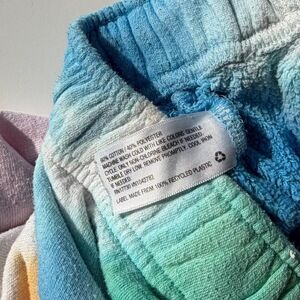 60% COTTON / 40% POLYESTER
MACHINE WASH COLD WITH LIKE COLORS GENTLE
CYCLE ONLY NON-CHLORINE BLEACH IF NEEDED
TUMBLE DRY LOW, REMOVE PROMPTLY, COOL IRON
IF NEEDED
LABEL MADE FROM 100% RECYCLED PLASTIC